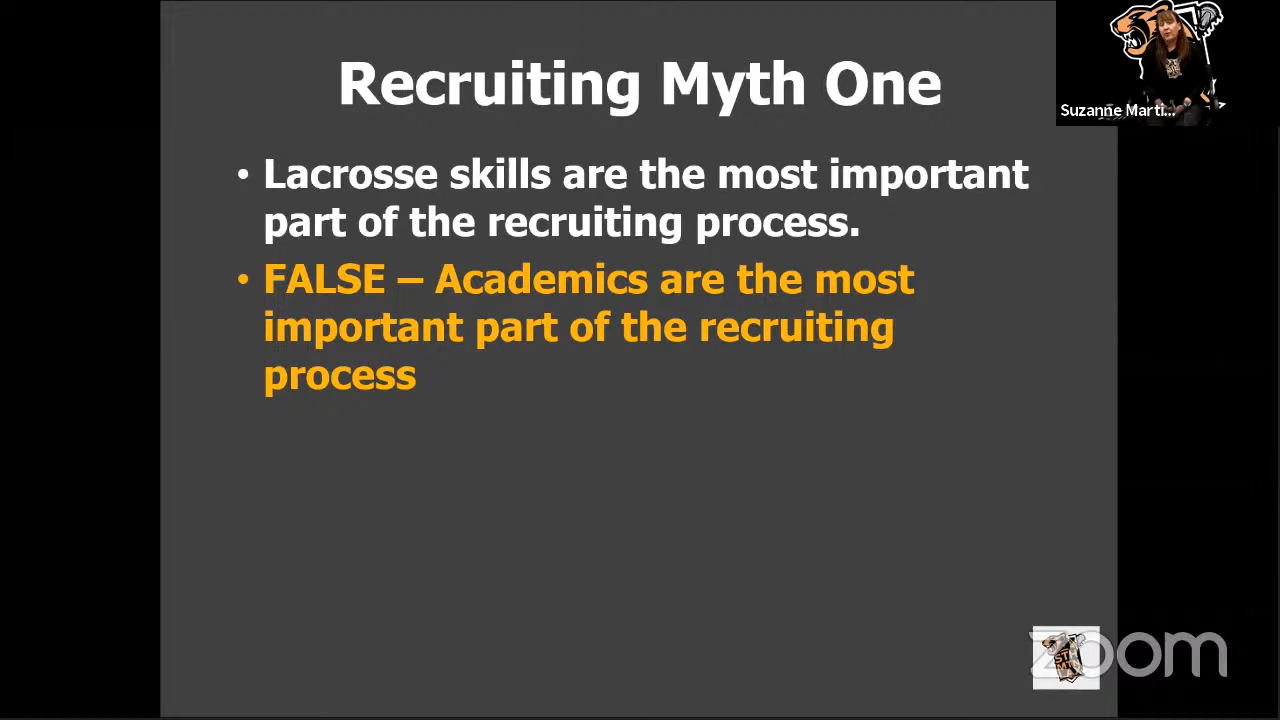 Recruiting Myth One
Suzanne Marti...
• Lacrosse skills are the most important
part of the recruiting process.
• FALSE – Academics are the most
important part of the recruiting
process
zoom